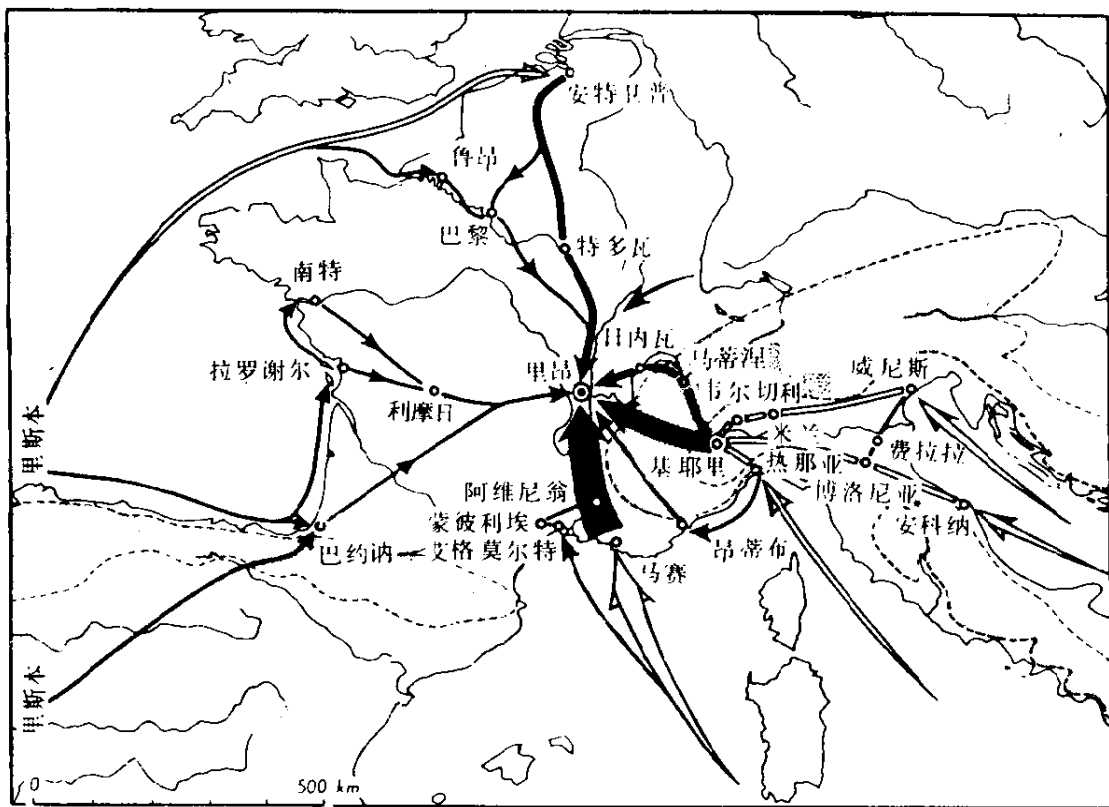 安特卫普
鲁昂
巴黎
特多瓦
南特
日内瓦
马蒂涅
拉罗谢尔
里昂
韦尔切利
威尼斯
利摩日
米兰
里斯本
基耶里
热那亚
费拉拉
博洛尼亚
阿维尼翁
安科纳
蒙彼利埃
巴约讷
艾格莫尔特
昂蒂布
马赛
里斯本
0 500 km